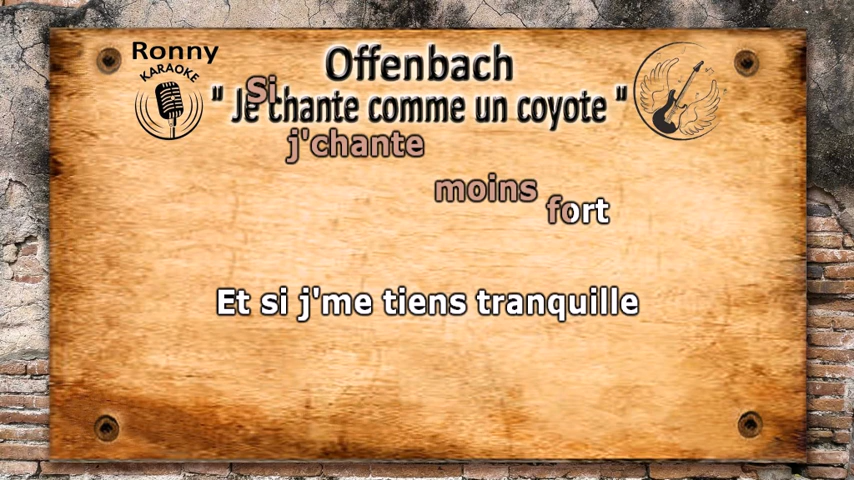 Ronny
KARAOKE
Offenbach
" Je chante comme un coyote "
Si
j'chante
moins
fort
Et si j'me tiens tranquille